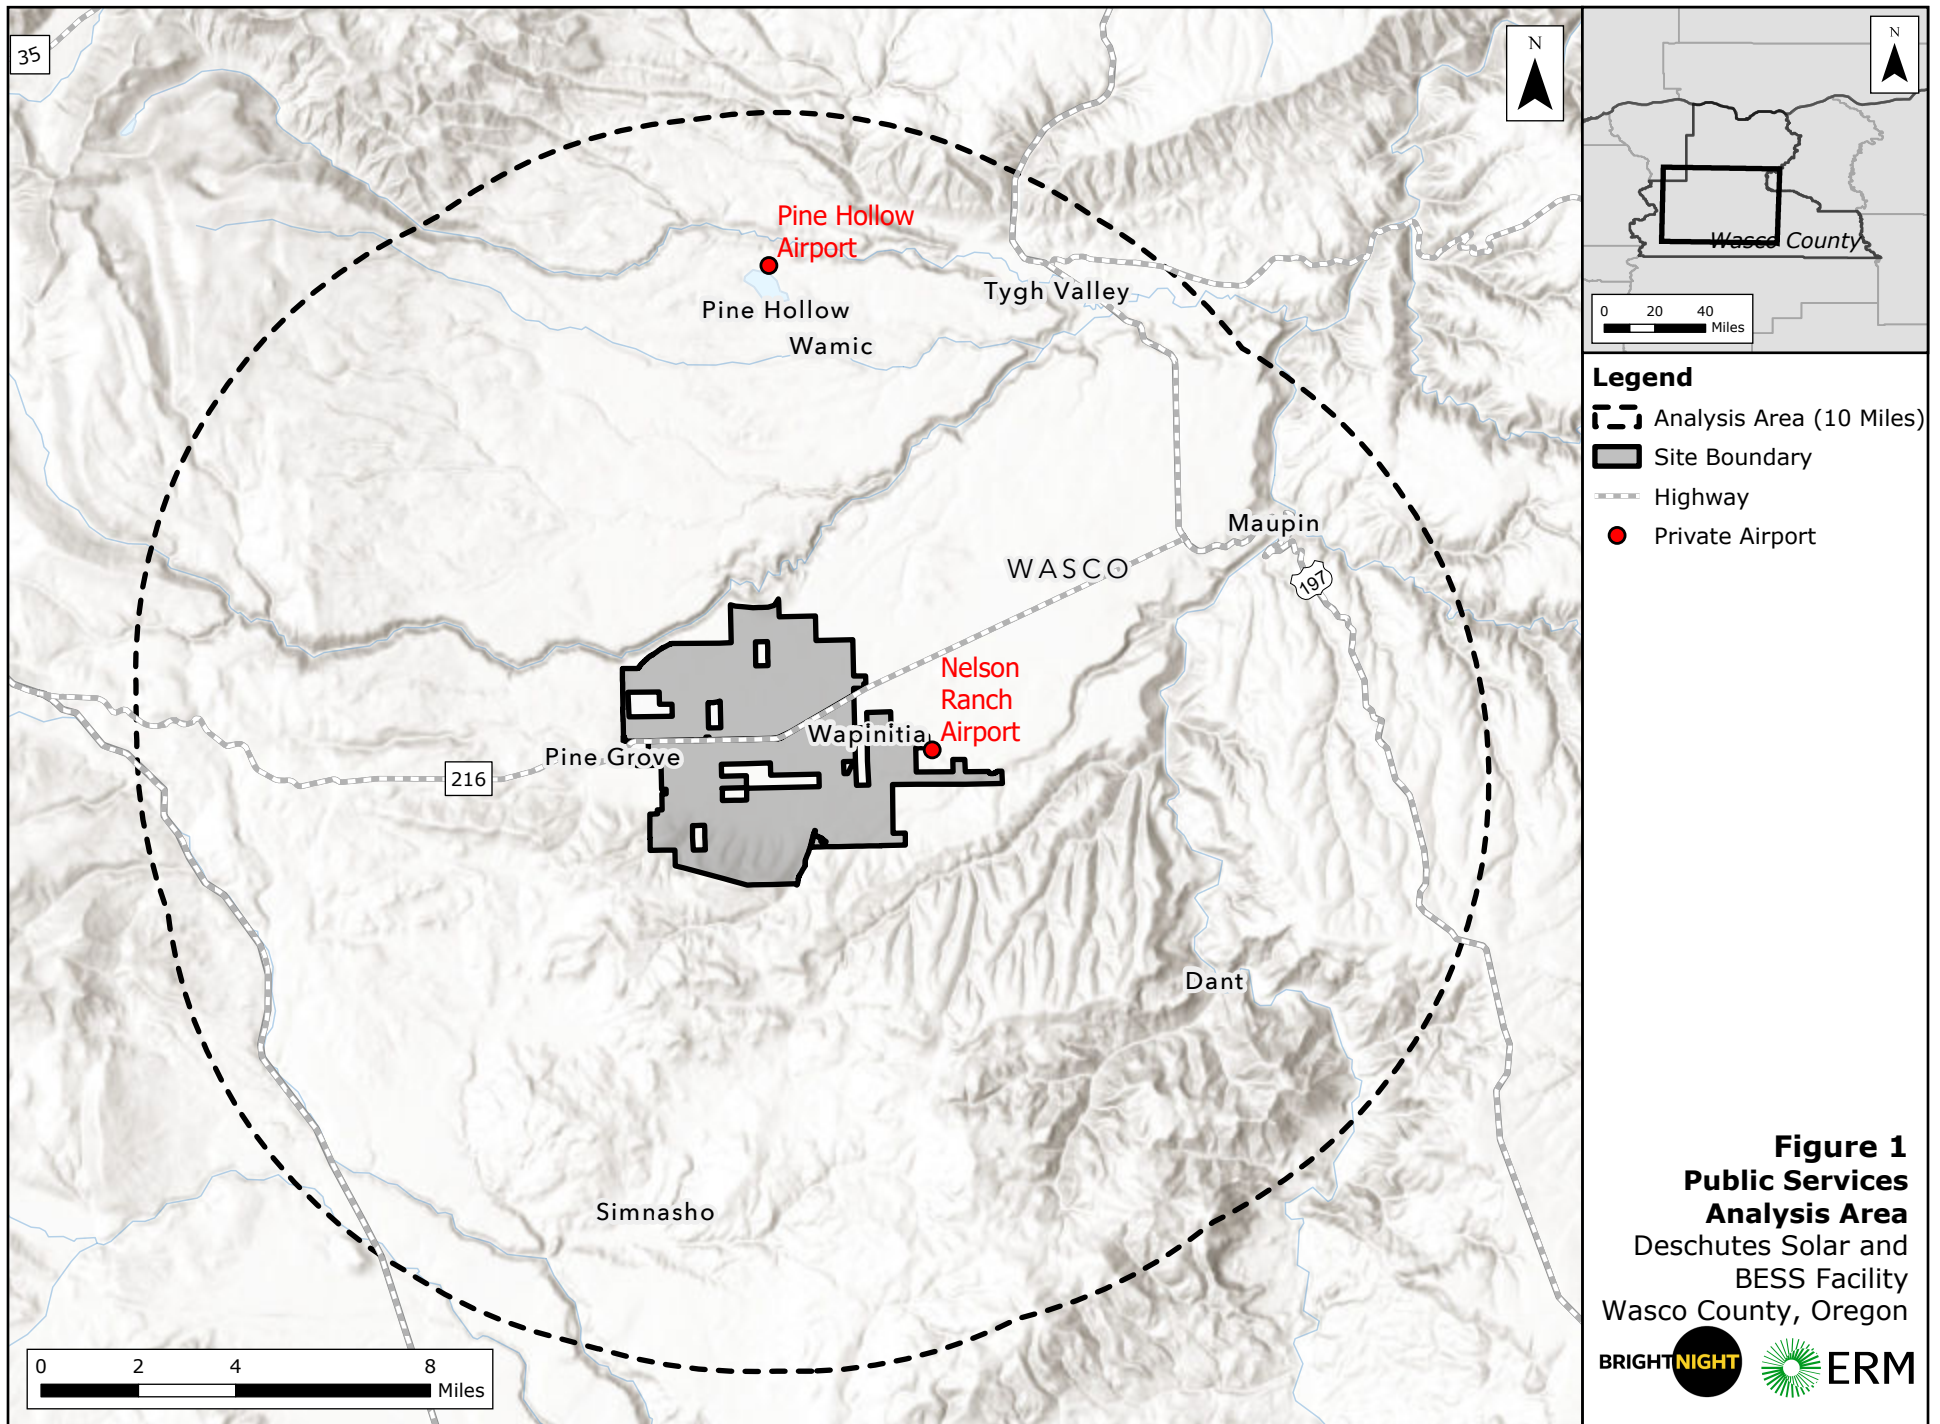 35
N
Pine Hollow
Airport
Pine Hollow
Wamic
Tygh Valley
Maupin
WASCO
197
Nelson
Ranch
Airport
Wapinitia
Pine Grove
216
Dant
Simnasho
0 2 4 8
Miles
N
Wasco County
0 20 40
Miles
Legend
Analysis Area (10 Miles)
Site Boundary
Highway
Private Airport
Figure 1
Public Services
Analysis Area
Deschutes Solar and
BESS Facility
Wasco County, Oregon
BRIGHTNIGHT
ERM